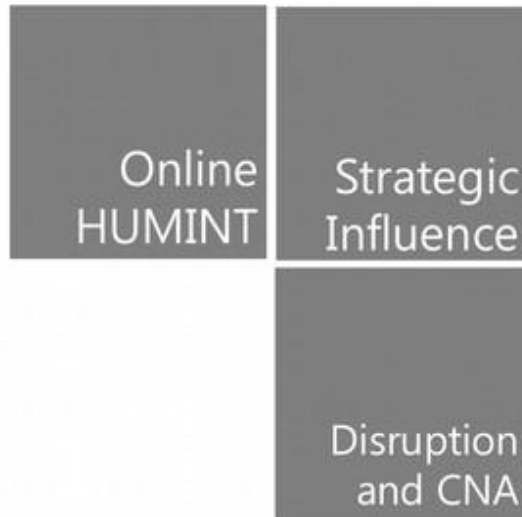 Online
HUMINT
Strategic
Influence
Disruption
and CNA